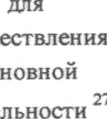 для
ествления
новной
льности 27